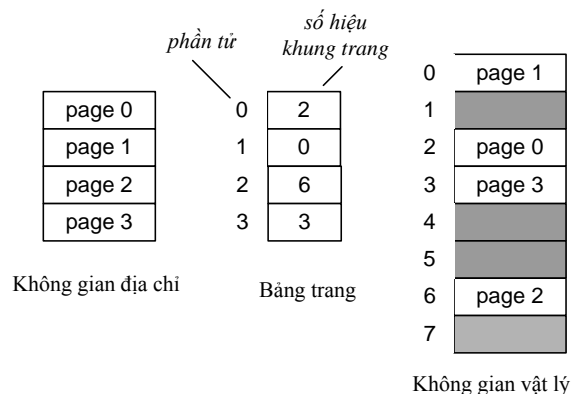 phần tử
số hiệu
khung trang
page 0
page 1
page 2
page 3
Không gian địa chỉ
0 2
1 0
2 6
3 3
Bảng trang
0 page 1
1
2 page 0
3 page 3
4
5
6 page 2
7
Không gian vật lý